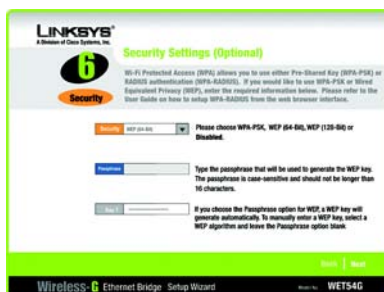 LINKSYS®
A Division of Cisco Systems, Inc.
6
Security
Security Settings (Optional)
Wi-Fi Protected Access (WPA) allows you to use either Pre-Shared Key (WPA-PSK) or
RADIUS authentication (WPA-RADIUS). If you would like to use WPA-PSK or Wired
Equivalent Privacy (WEP), enter the required information below. Please refer to the
User Guide on how to setup WPA-RADIUS from the web browser interface.
Security WEP (64-Bit)
Please choose WPA-PSK, WEP (64-Bit), WEP (128-Bit) or
Disabled.
Passphrase
Type the passphrase that will be used to generate the WEP key.
The passphrase is case-sensitive and should not be longer than
16 characters.
Key 1
If you choose the Passphrase option for WEP, a WEP key will
generate automatically. To manually enter a WEP key, select a
WEP algorithm and leave the Passphrase option blank
Back Next
Wireless-G Ethernet Bridge Setup Wizard
Model No. WET54G